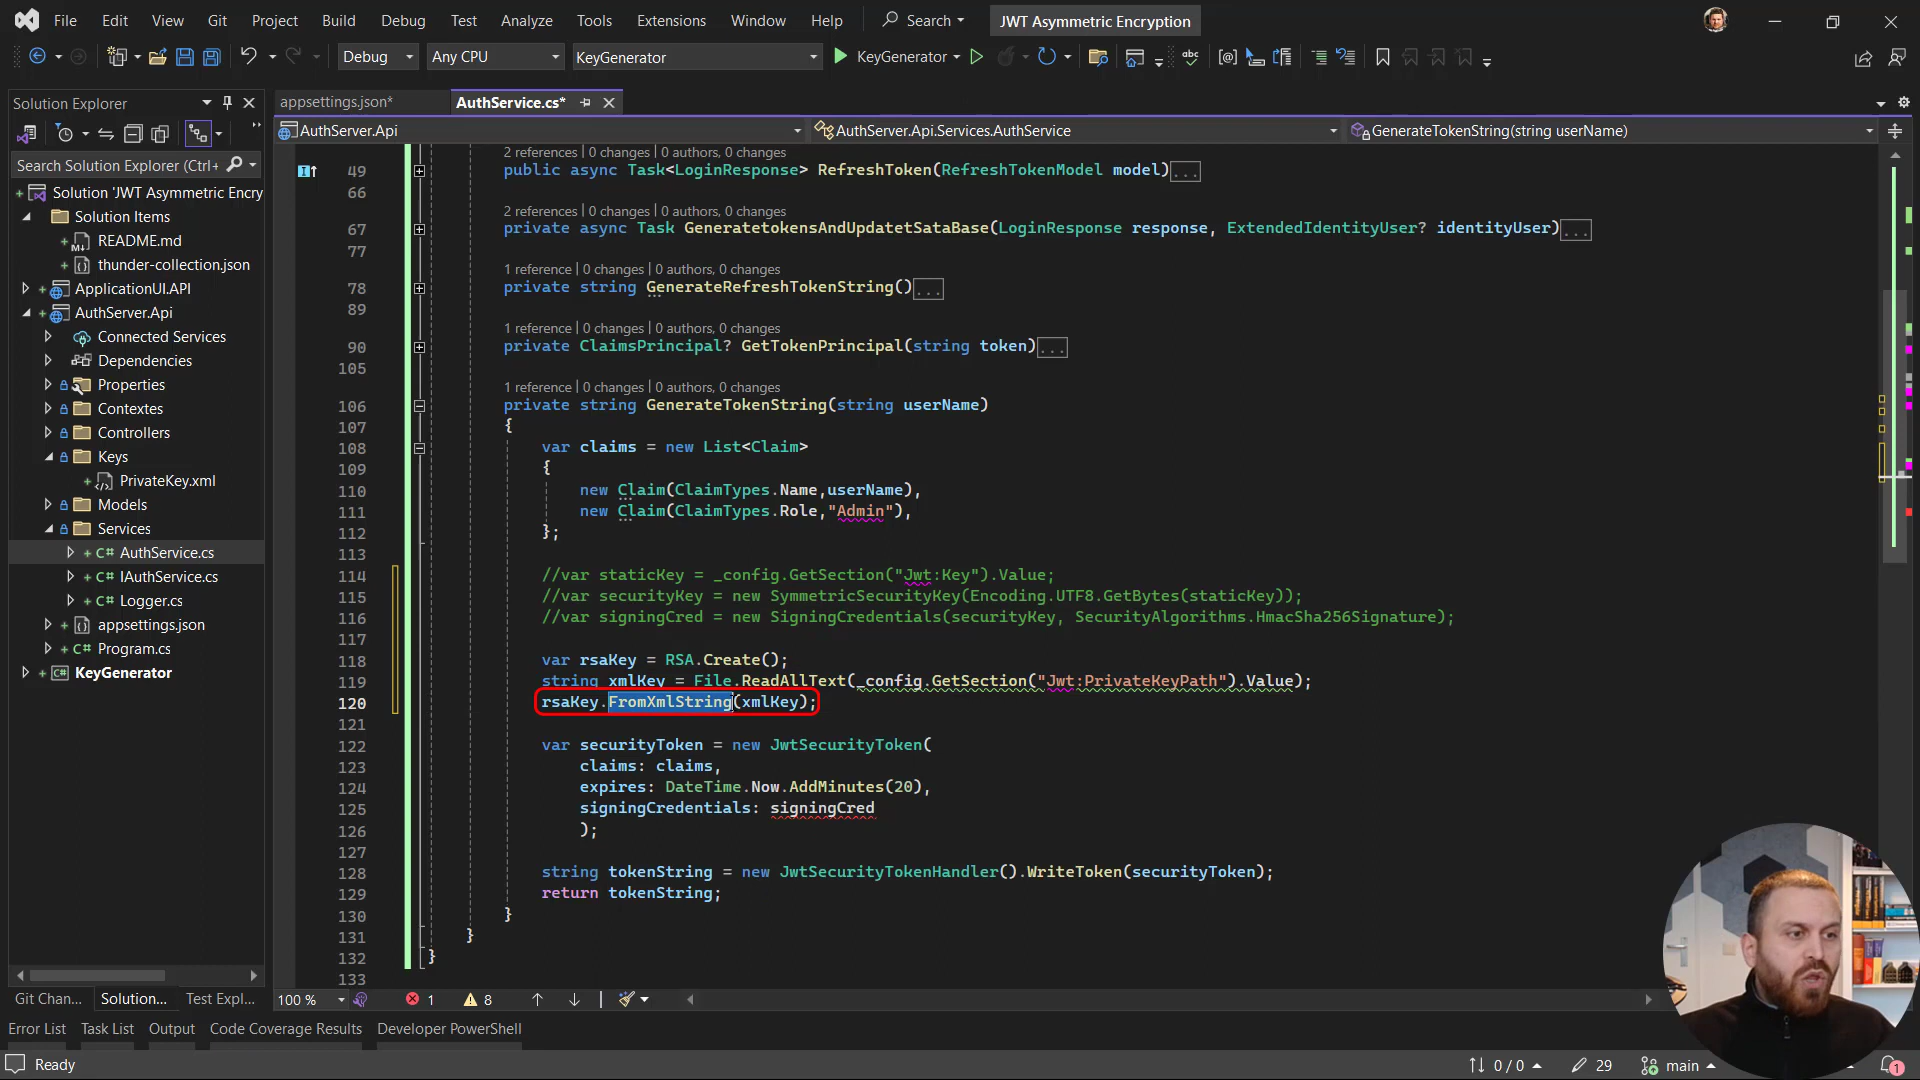 File Edit View Git Project Build Debug Test Analyze Tools Extensions Window Help Search JWT Asymmetric Encryption
Debug Any CPU KeyGenerator KeyGenerator
Solution Explorer
Search Solution Explorer (Ctrl+
Solution 'JWT Asymmetric Encry
Solution Items
README.md
thunder-collection.json
ApplicationUI.API
AuthServer.Api
Connected Services
Dependencies
Properties
Contextes
Controllers
Keys
PrivateKey.xml
Models
Services
AuthService.cs
IAuthService.cs
Logger.cs
appsettings.json
Program.cs
KeyGenerator
Git Chan... Solution... Test Expl...
appsettings.json* AuthService.cs*
AuthServer.Api AuthServer.Api.Services.AuthService GenerateTokenString(string userName)
2 references | 0 changes | 0 authors, 0 changes
49 public async Task<LoginResponse> RefreshToken(RefreshTokenModel model)...
66
2 references | 0 changes | 0 authors, 0 changes
67 private async Task GeneratetokensAndUpdatetSataBase(LoginResponse response, ExtendedIdentityUser? identityUser)...
77
1 reference | 0 changes | 0 authors, 0 changes
78 private string GenerateRefreshTokenString()...
89
1 reference | 0 changes | 0 authors, 0 changes
90 private ClaimsPrincipal? GetTokenPrincipal(string token)...
105
1 reference | 0 changes | 0 authors, 0 changes
106 private string GenerateTokenString(string userName)
107 {
108 var claims = new List<Claim>
109 {
110 new Claim(ClaimTypes.Name,userName),
111 new Claim(ClaimTypes.Role,"Admin"),
112 };
113
114 //var staticKey = _config.GetSection("Jwt:Key").Value;
115 //var securityKey = new SymmetricSecurityKey(Encoding.UTF8.GetBytes(staticKey));
116 //var signingCred = new SigningCredentials(securityKey, SecurityAlgorithms.HmacSha256Signature);
117
118 var rsaKey = RSA.Create();
119 string xmlKey = File.ReadAllText(_config.GetSection("Jwt:PrivateKeyPath").Value);
120 rsaKey.FromXmlString(xmlKey);
121
122 var securityToken = new JwtSecurityToken(
123 claims: claims,
124 expires: DateTime.Now.AddMinutes(20),
125 signingCredentials: signingCred
126 );
127
128 string tokenString = new JwtSecurityTokenHandler().WriteToken(securityToken);
129 return tokenString;
130 }
131 }
132 }
133
100 % 1 8
Error List Task List Output Code Coverage Results Developer PowerShell
Ready 0 / 0 29 main 1